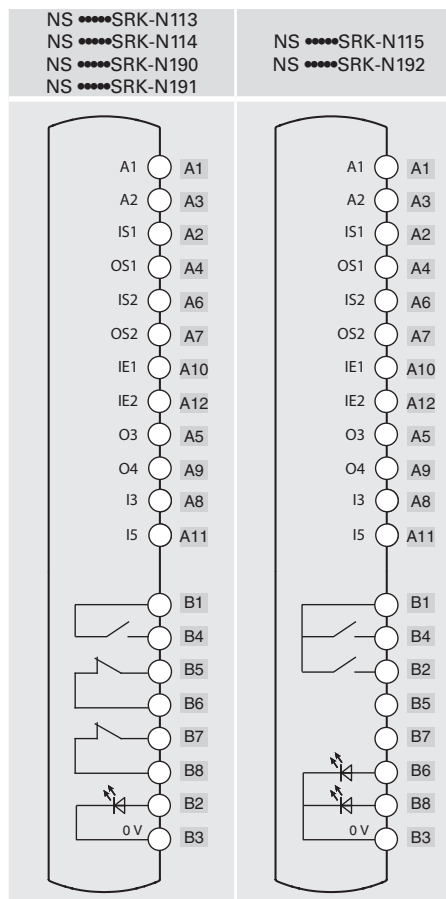 NS •••••SRK-N113
NS •••••SRK-N114
NS •••••SRK-N190
NS •••••SRK-N191
A1 A1
A2 A3
IS1 A2
OS1 A4
IS2 A6
OS2 A7
IE1 A10
IE2 A12
O3 A5
O4 A9
I3 A8
I5 A11
B1
B4
B5
B6
B7
B8
B2
0 V B3
NS •••••SRK-N115
NS •••••SRK-N192
A1 A1
A2 A3
IS1 A2
OS1 A4
IS2 A6
OS2 A7
IE1 A10
IE2 A12
O3 A5
O4 A9
I3 A8
I5 A11
B1
B4
B2
B5
B7
B6
B8
0 V B3